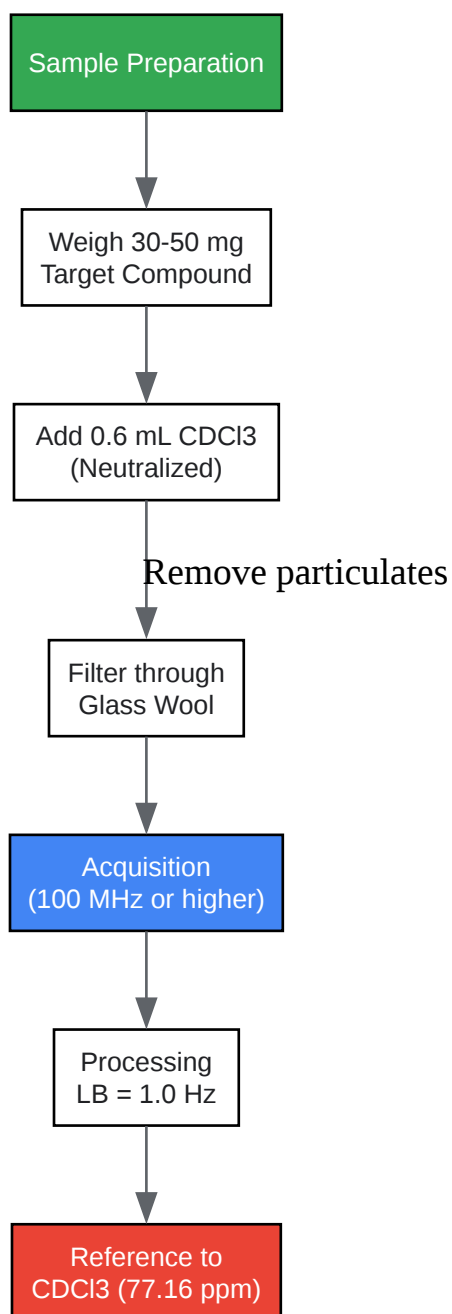 Sample Preparation
Weigh 30-50 mg
Target Compound
Add 0.6 mL CDCl3
(Neutralized)
Remove particulates
Filter through
Glass Wool
Acquisition
(100 MHz or higher)
Processing
LB = 1.0 Hz
Reference to
CDCl3 (77.16 ppm)